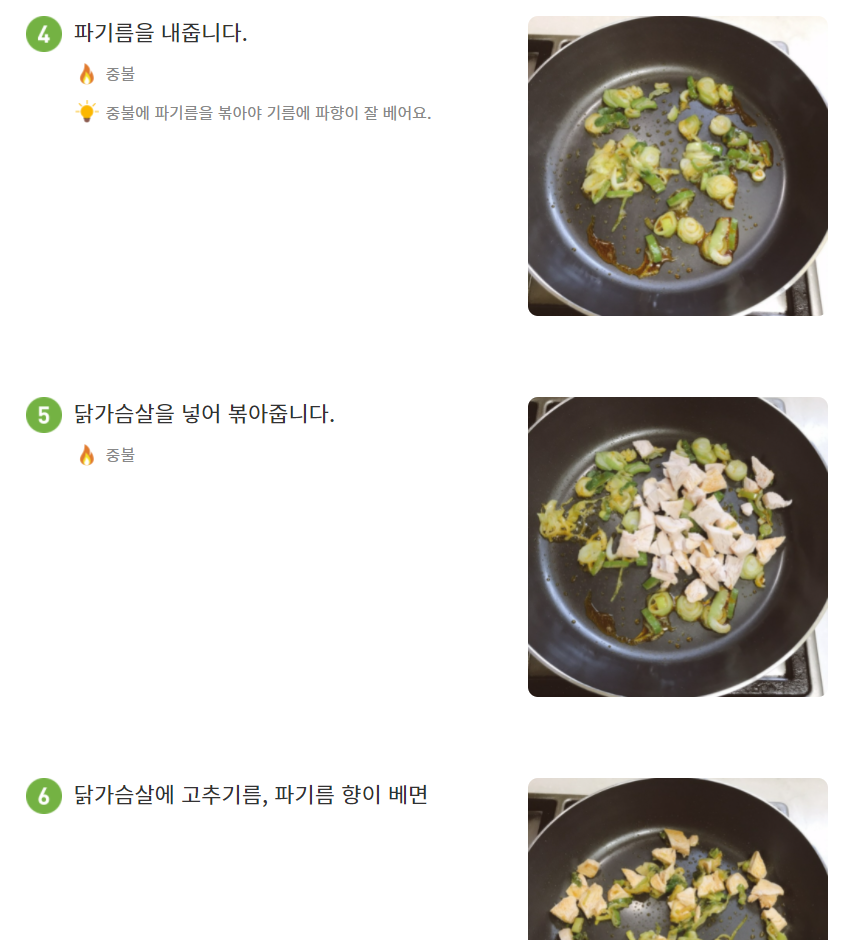 4 파기름을 내줍니다.
중불
중불에 파기름을 볶아야 기름에 파향이 잘 베어요.
5 닭가슴살을 넣어 볶아줍니다.
중불
6 닭가슴살에 고추기름, 파기름 향이 베면